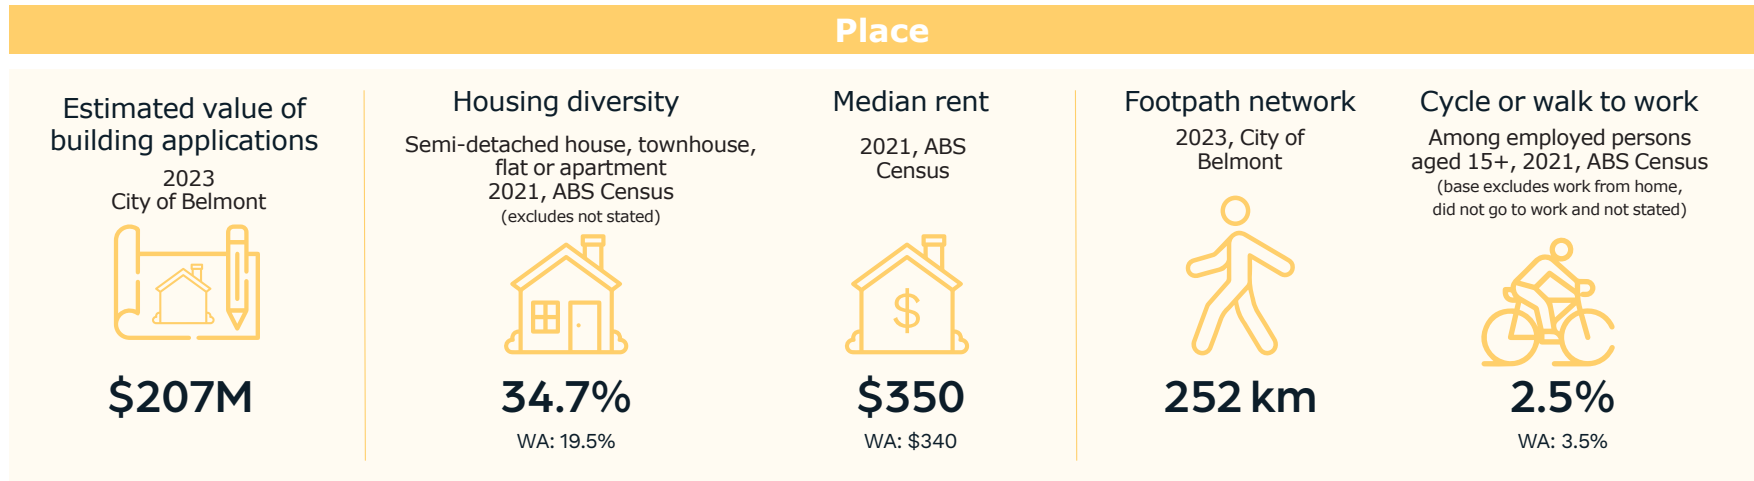 Place
Estimated value of
building applications
2023
City of Belmont
$207M
Housing diversity
Semi-detached house, townhouse,
flat or apartment
2021, ABS Census
(excludes not stated)
34.7%
WA: 19.5%
Median rent
2021, ABS
Census
$
$350
WA: $340
Footpath network
2023, City of
Belmont
252 km
Cycle or walk to work
Among employed persons
aged 15+, 2021, ABS Census
(base excludes work from home,
did not go to work and not stated)
2.5%
WA: 3.5%